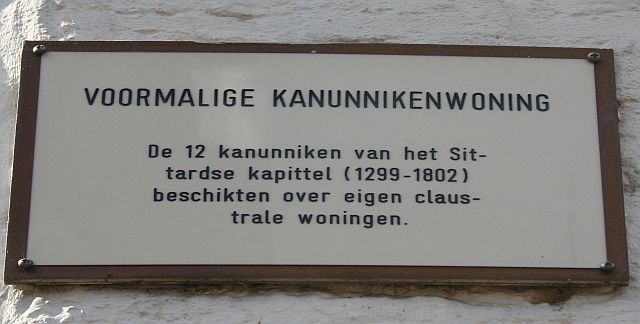 VOORMALIGE KANUNNIKENWONING
De 12 kanunniken van het Sit-
tardse kapittel (1299-1802)
beschikten over eigen claus-
trale woningen.